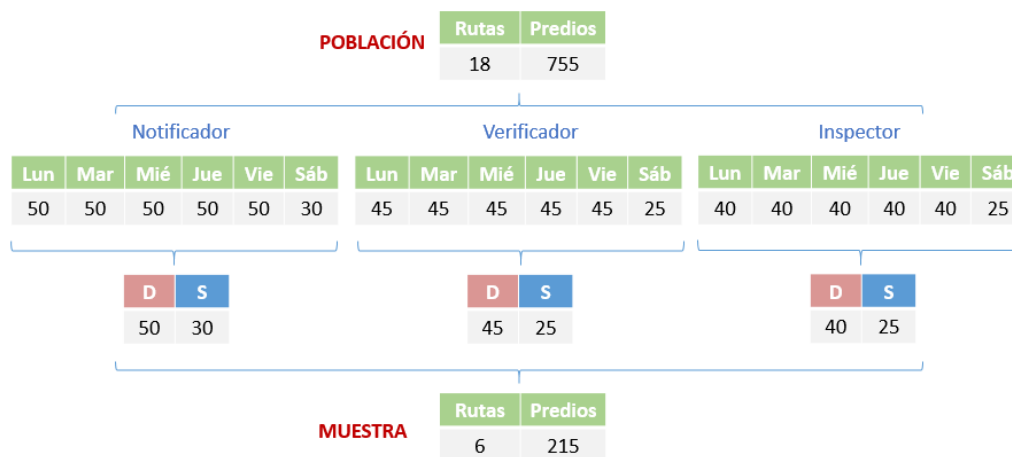 POBLACIÓN
Rutas Predios
18 755
Notificador Verificador Inspector
Lun Mar Mié Jue Vie Sáb Lun Mar Mié Jue Vie Sáb Lun Mar Mié Jue Vie Sáb
50 50 50 50 50 30 45 45 45 45 45 25 40 40 40 40 40 25
D S D S D S
50 30 45 25 40 25
Rutas Predios
MUESTRA
6 215